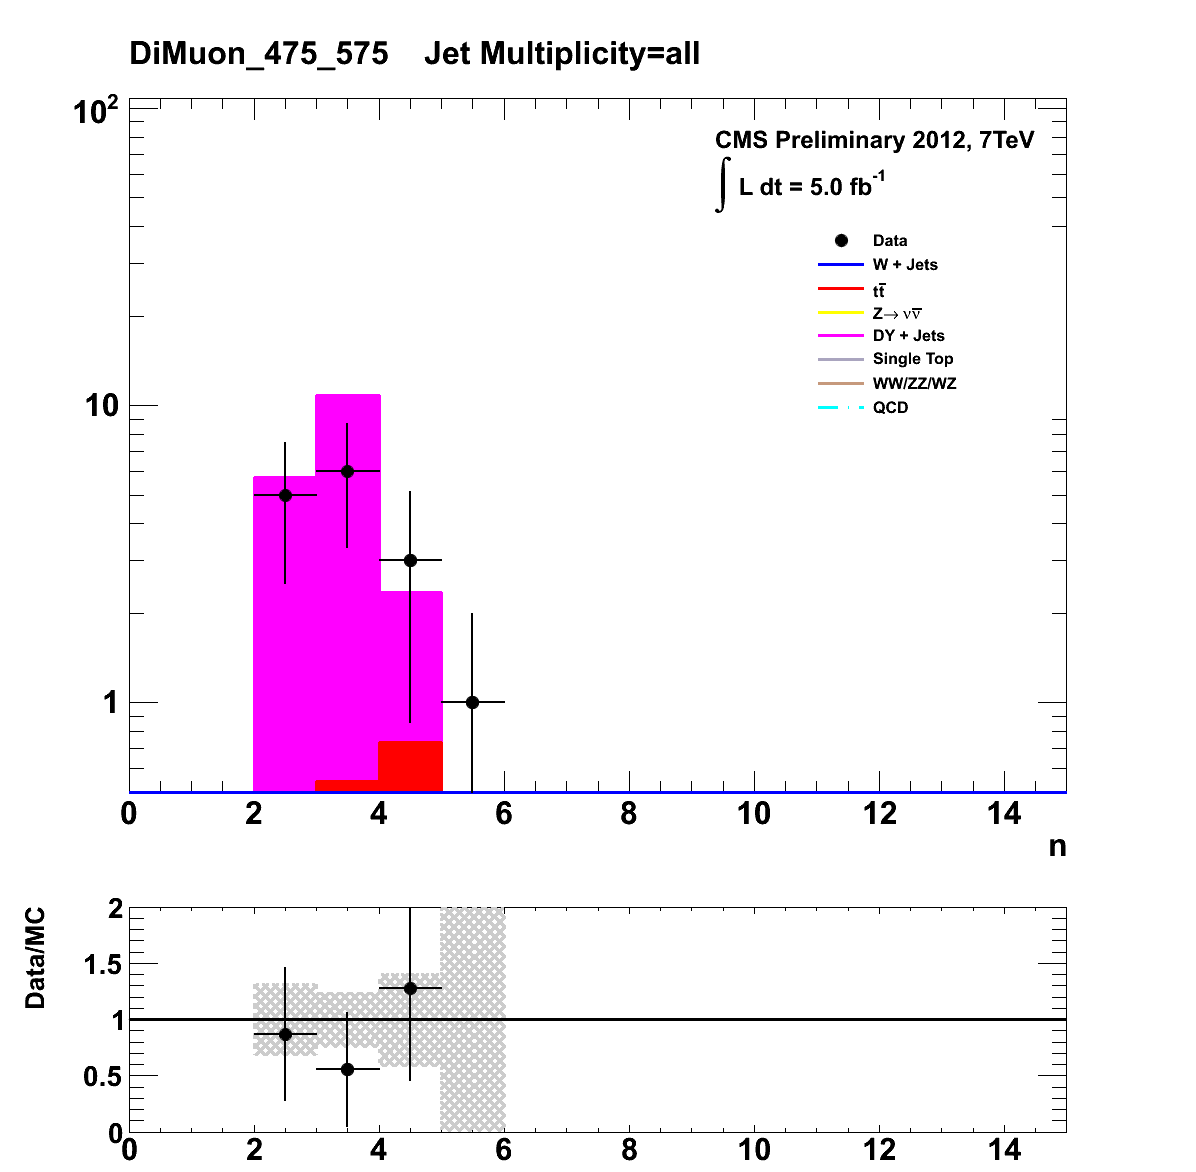 DiMuon_475_575 Jet Multiplicity=all
10²
CMS Preliminary 2012, 7TeV
∫ L dt = 5.0 fb⁻¹
Data
W + Jets
tt̅
Z→ νν̅
DY + Jets
Single Top
WW/ZZ/WZ
QCD
10
1
0 2 4 6 8 10 12 14
n
Data/MC
2
1.5
1
0.5
0
0 2 4 6 8 10 12 14